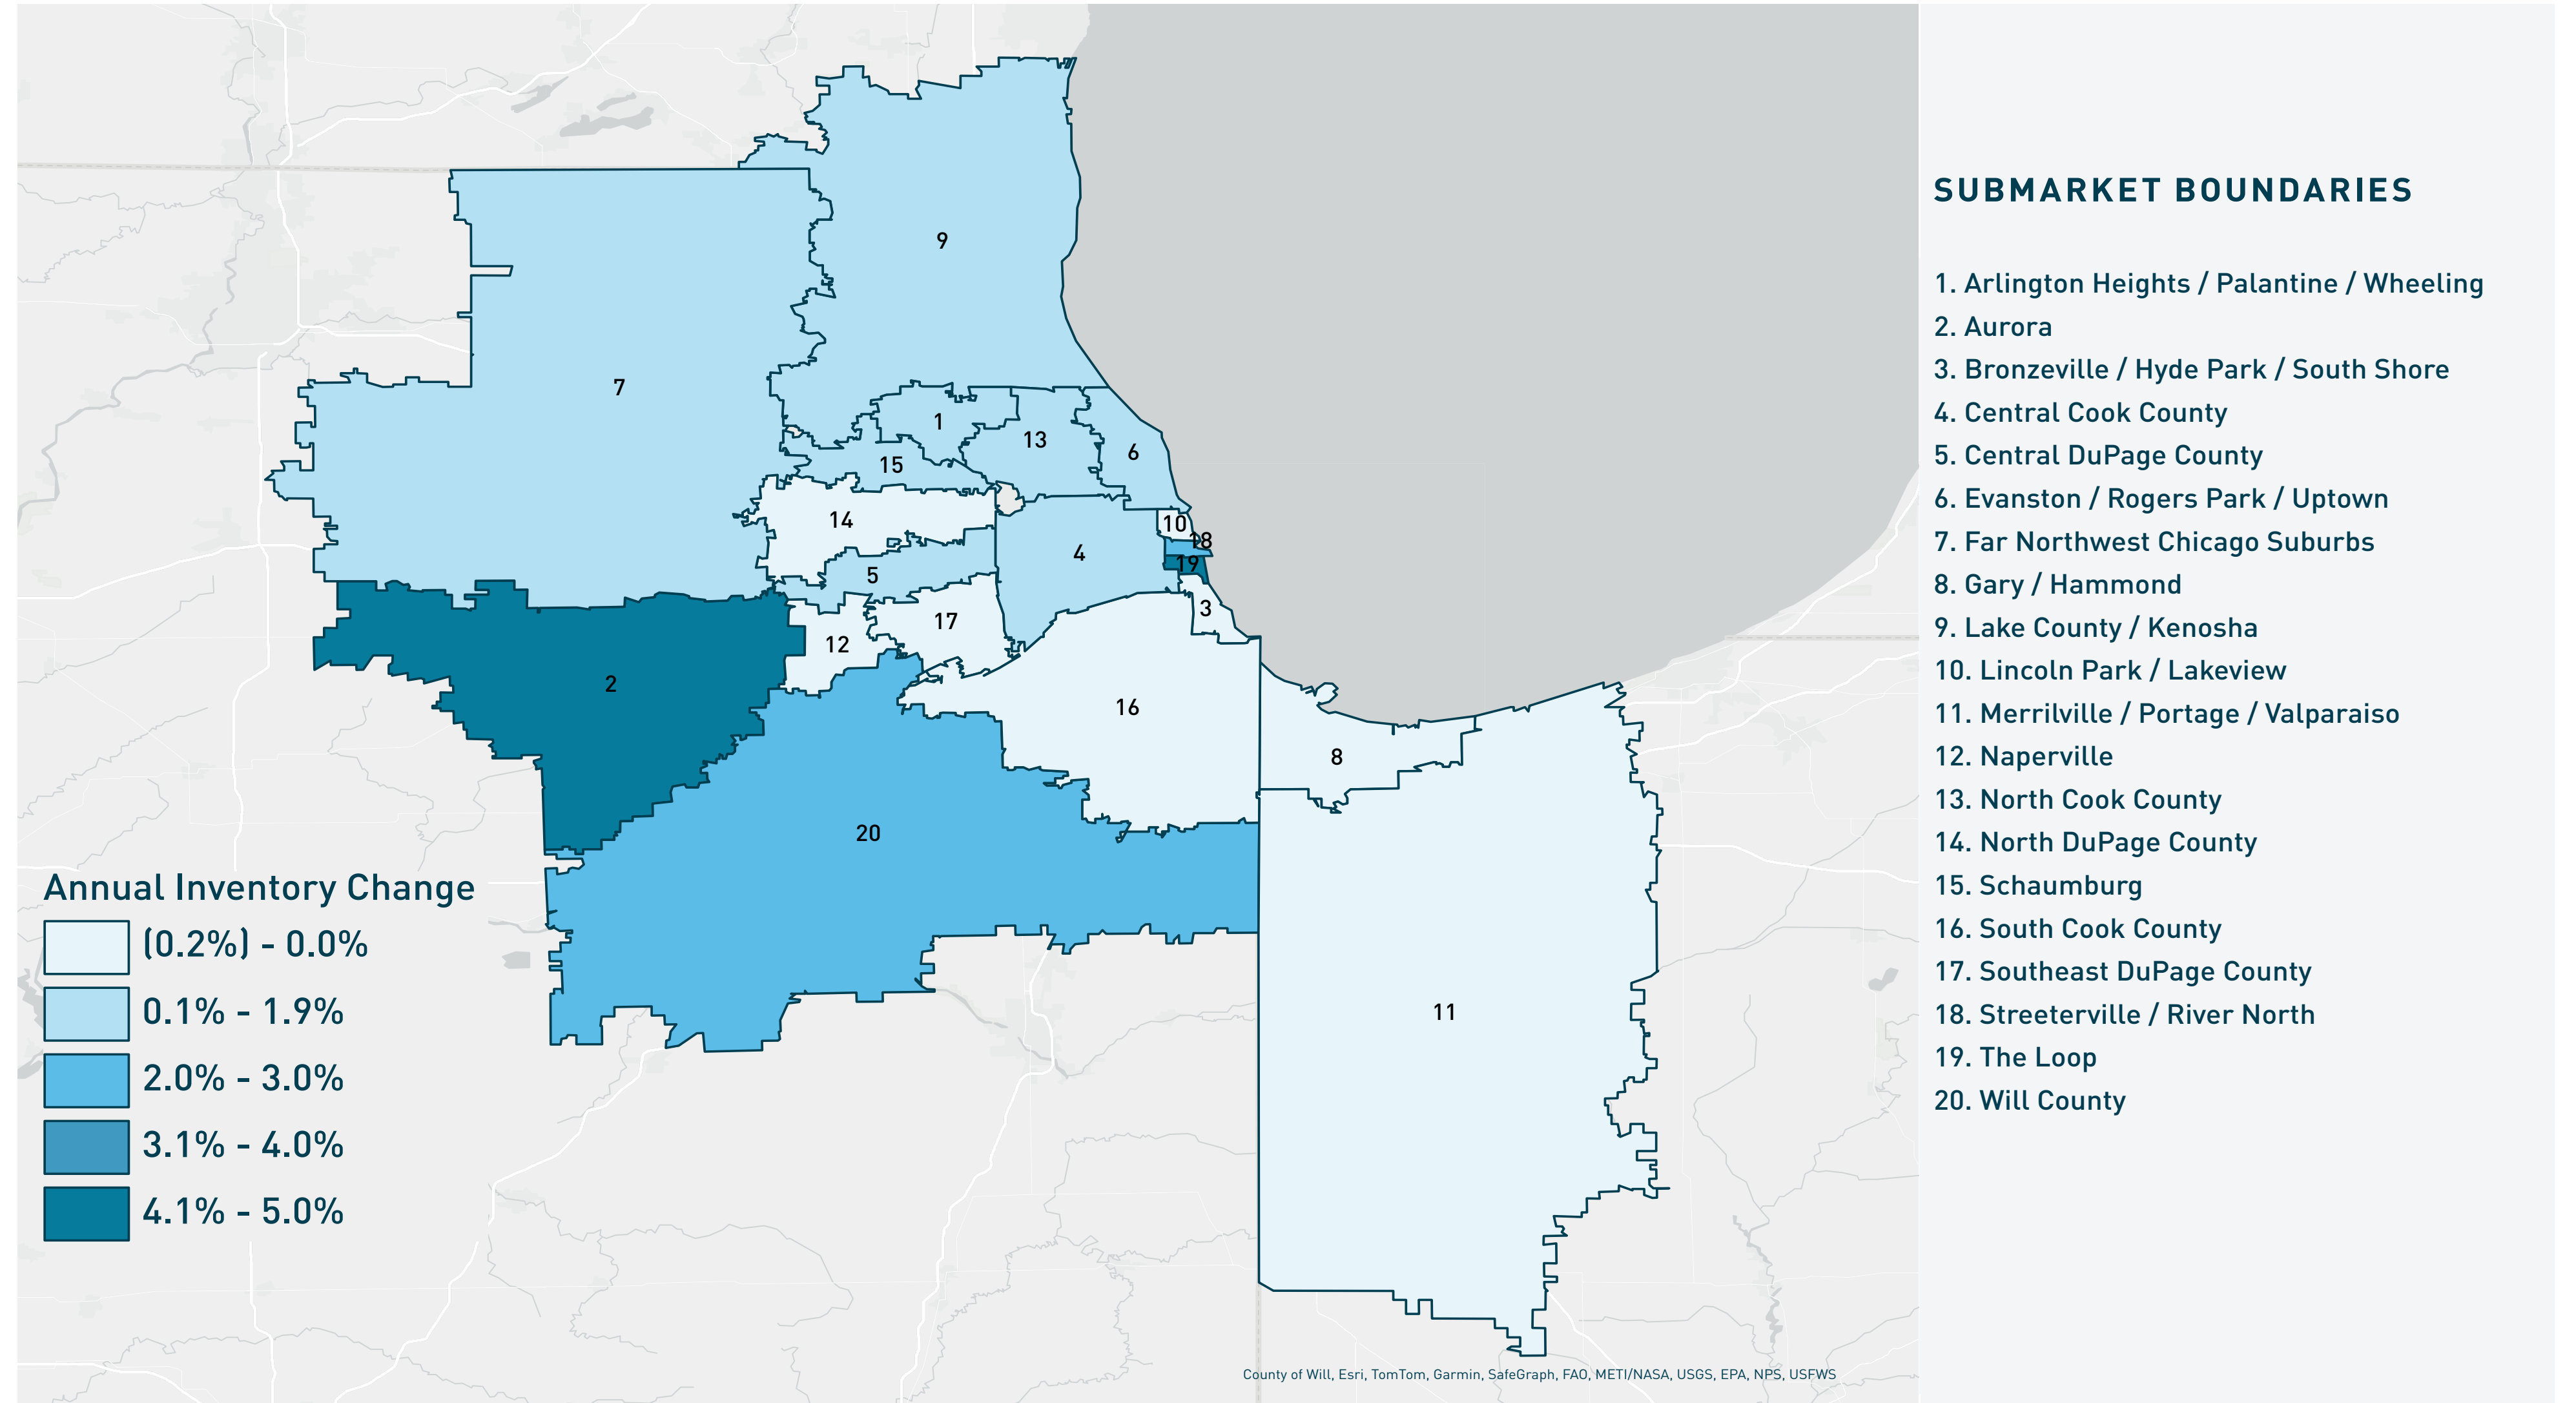 SUBMARKET BOUNDARIES
1. Arlington Heights / Palantine / Wheeling
2. Aurora
3. Bronzeville / Hyde Park / South Shore
4. Central Cook County
5. Central DuPage County
6. Evanston / Rogers Park / Uptown
7. Far Northwest Chicago Suburbs
8. Gary / Hammond
9. Lake County / Kenosha
10. Lincoln Park / Lakeview
11. Merrilville / Portage / Valparaiso
12. Naperville
13. North Cook County
14. North DuPage County
15. Schaumburg
16. South Cook County
17. Southeast DuPage County
18. Streeterville / River North
19. The Loop
20. Will County
9
7
1
13
6
15
14
10
18
4
19
5
3
17
12
2
16
8
20
11
Annual Inventory Change
(0.2%) - 0.0%
0.1% - 1.9%
2.0% - 3.0%
3.1% - 4.0%
4.1% - 5.0%
County of Will, Esri, TomTom, Garmin, SafeGraph, FAO, METI/NASA, USGS, EPA, NPS, USFWS